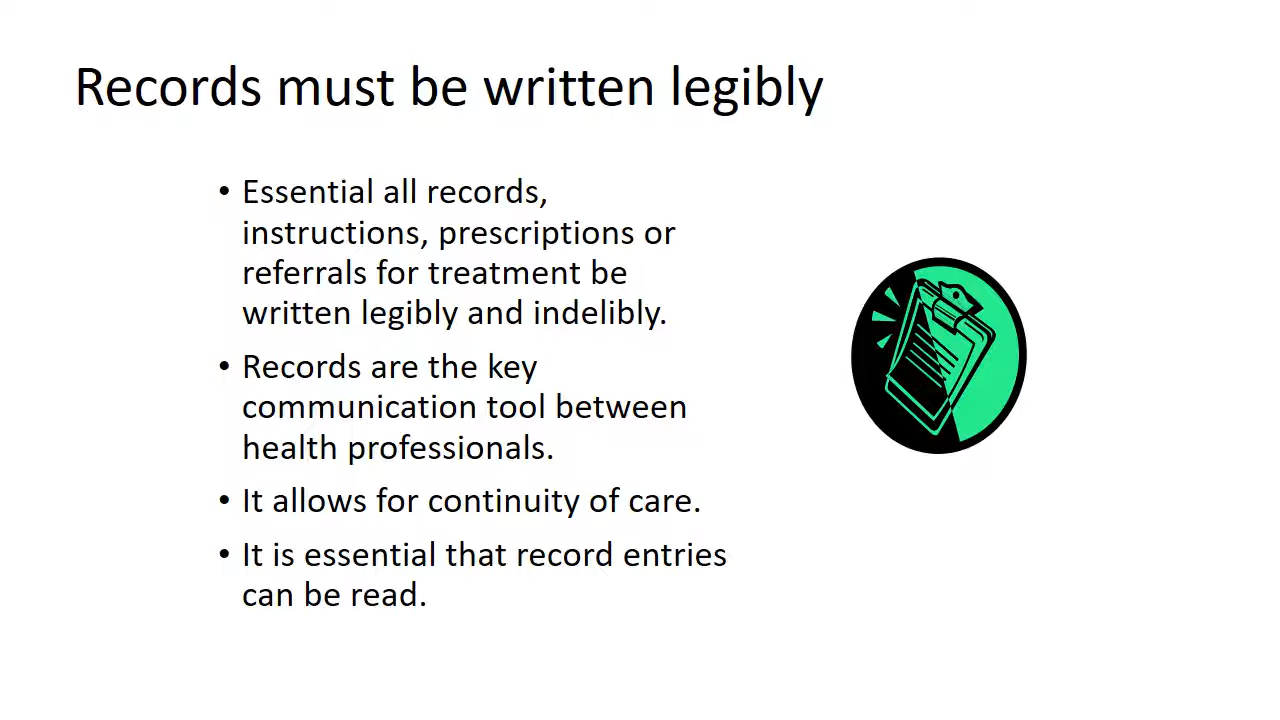 Records must be written legibly
• Essential all records,
instructions, prescriptions or
referrals for treatment be
written legibly and indelibly.
• Records are the key
communication tool between
health professionals.
• It allows for continuity of care.
• It is essential that record entries
can be read.